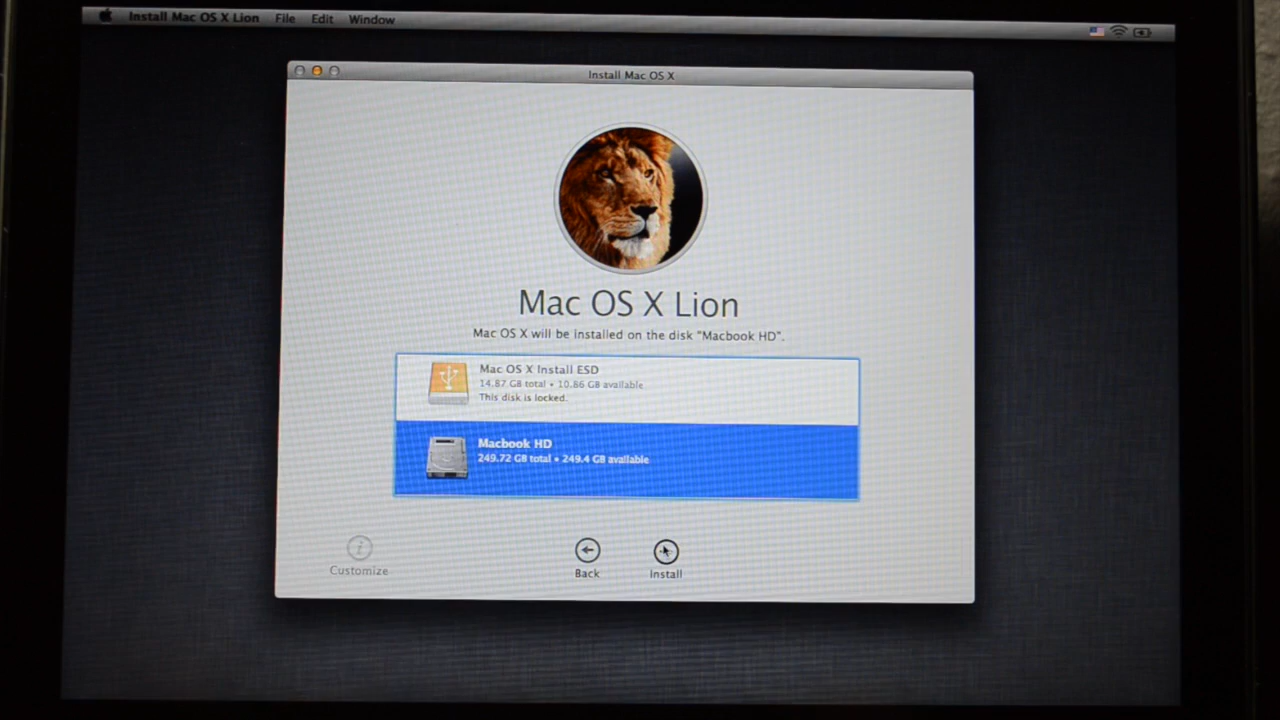 Install Mac OS X Lion File Edit Window
Install Mac OS X
Mac OS X Lion
Mac OS X will be installed on the disk "Macbook HD".
Mac OS X Install ESD
14.87 GB total • 10.86 GB available
This disk is locked.
Macbook HD
249.72 GB total • 249.4 GB available
Customize
Back
Install